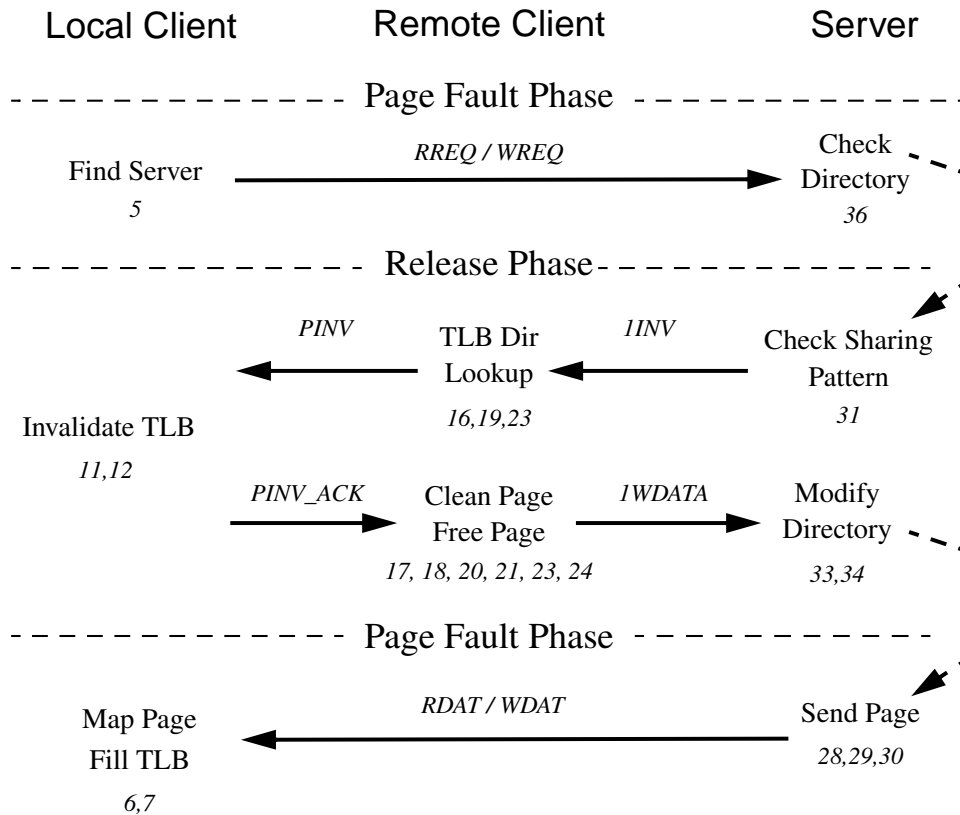 Local Client
Remote Client
Server
Page Fault Phase
Find Server
5
RREQ / WREQ
Check
Directory
36
Release Phase
PINV
TLB Dir
Lookup
16,19,23
1INV
Check Sharing
Pattern
31
Invalidate TLB
11,12
PINV_ACK
Clean Page
Free Page
17, 18, 20, 21, 23, 24
1WDATA
Modify
Directory
33,34
Page Fault Phase
Map Page
Fill TLB
6,7
RDAT / WDAT
Send Page
28,29,30